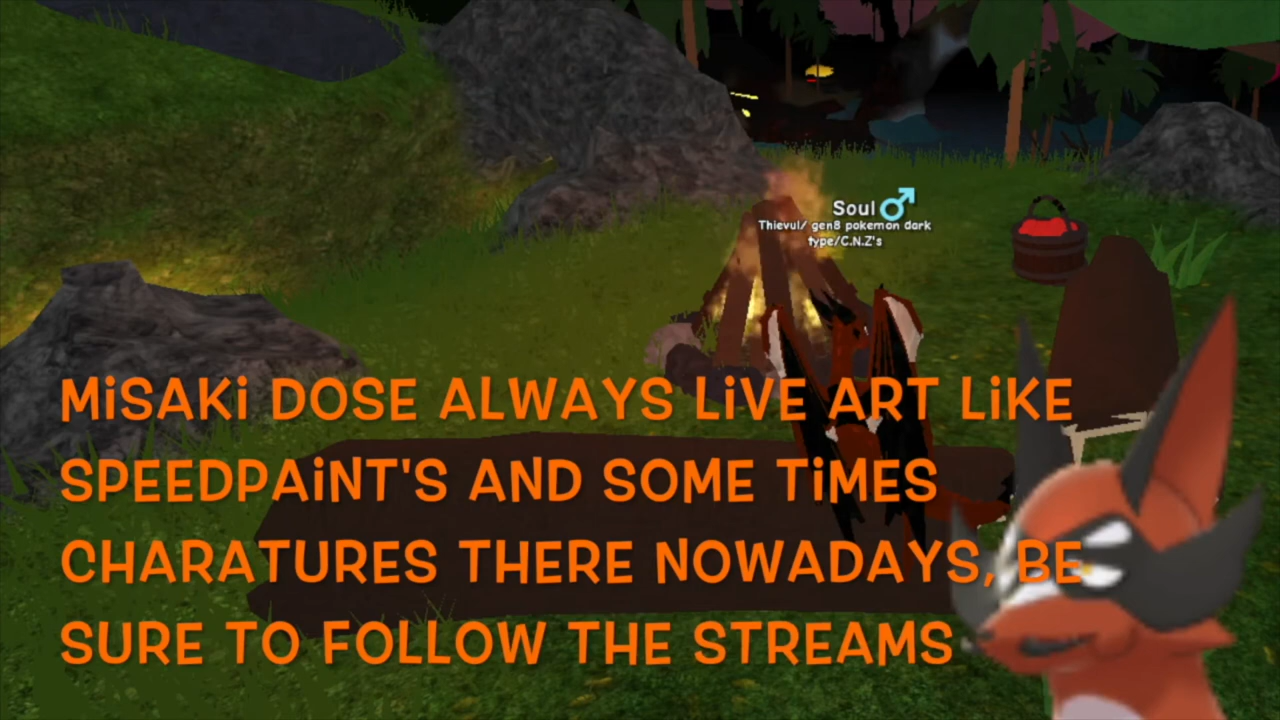 Soul ♂
Thievul/ gen8 pokemon dark
type/C.N.Z's
MiSAKi DOSE ALWAYS LiVE ART LiKE
SPEEDPAiNT'S AND SOME TiMES
CHARATURES THERE NOWADAYS, BE
SURE TO FOLLOW THE STREAMS